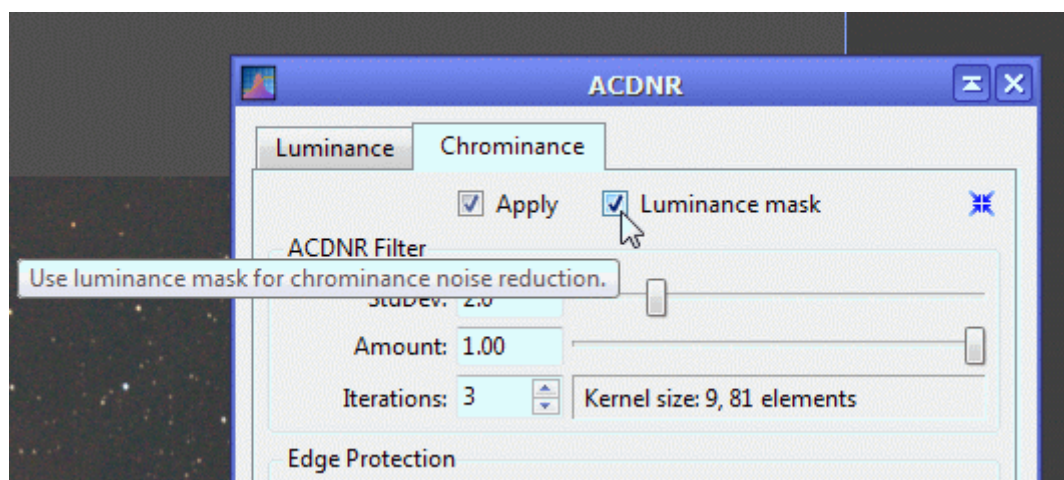 ACDNR
Luminance Chrominance
Apply Luminance mask
ACDNR Filter
Use luminance mask for chrominance noise reduction.
StdDev: 2.0
Amount: 1.00
Iterations: 3 Kernel size: 9, 81 elements
Edge Protection